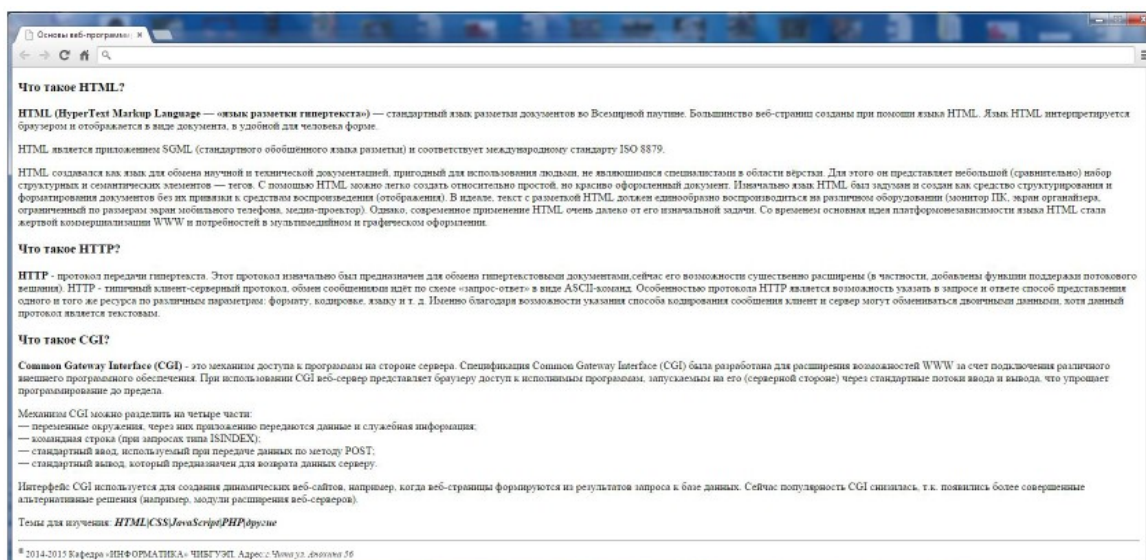 Основы веб-программи
Что такое HTML?
HTML (HyperText Markup Language — «язык разметки гипертекста») — стандартный язык разметки документов во Всемирной паутине. Большинство веб-страниц созданы при помощи языка HTML. Язык HTML интерпретируется
браузером и отображается в виде документа, в удобной для человека форме.
HTML является приложением SGML (стандартного обобщённого языка разметки) и соответствует международному стандарту ISO 8879.
HTML создавался как язык для обмена научной и технической документацией, пригодный для использования людьми, не являющимися специалистами в области вёрстки. Для этого он представляет небольшой (сравнительно) набор
структурных и семантических элементов — тегов. С помощью HTML можно легко создать относительно простой, но красиво оформленный документ. Изначально язык HTML был задуман и создан как средство структурирования и
форматирования документов без их привязки к средствам воспроизведения (отображения). В идеале, текст с разметкой HTML должен единообразно воспроизводиться на различном оборудовании (монитор ПК, экран органайзера,
ограниченный по размерам экран мобильного телефона, медиа-проектор). Однако, современное применение HTML очень далеко от его изначальной задачи. Со временем основная идея платформонезависимости языка HTML стала
жертвой коммерциализации WWW и потребностей в мультимедийном и графическом оформлении.
Что такое HTTP?
HTTP - протокол передачи гипертекста. Этот протокол изначально был предназначен для обмена гипертекстовыми документами,сейчас его возможности существенно расширены (в частности, добавлены функции поддержки потокового
вещания). HTTP - типичный клиент-серверный протокол, обмен сообщениями идёт по схеме «запрос-ответ» в виде ASCII-команд. Особенностью протокола HTTP является возможность указать в запросе и ответе способ представления
одного и того же ресурса по различным параметрам: формату, кодировке, языку и т. д. Именно благодаря возможности указания способа кодирования сообщения клиент и сервер могут обмениваться двоичными данными, хотя данный
протокол является текстовым.
Что такое CGI?
Common Gateway Interface (CGI) - это механизм доступа к программам на стороне сервера. Спецификация Common Gateway Interface (CGI) была разработана для расширения возможностей WWW за счет подключения различного
внешнего программного обеспечения. При использовании CGI веб-сервер представляет браузеру доступ к исполнимым программам, запускаемым на его (серверной стороне) через стандартные потоки ввода и вывода, что упрощает
программирование до предела.
Механизм CGI можно разделить на четыре части:
— переменные окружения, через них приложению передаются данные и служебная информация;
— командная строка (при запросах типа ISINDEX);
— стандартный ввод, используемый при передаче данных по методу POST;
— стандартный вывод, который предназначен для возврата данных серверу.
Интерфейс CGI используется для создания динамических веб-сайтов, например, когда веб-страницы формируются из результатов запроса к базе данных. Сейчас популярность CGI снизилась, т.к. появились более совершенные
альтернативные решения (например, модули расширения веб-серверов).
Темы для изучения: HTML|CSS|JavaScript|PHP|другие
© 2014-2015 Кафедра «ИНФОРМАТИКА» ЧИБГУЭП. Адрес:г.Чита ул. Анохина 56